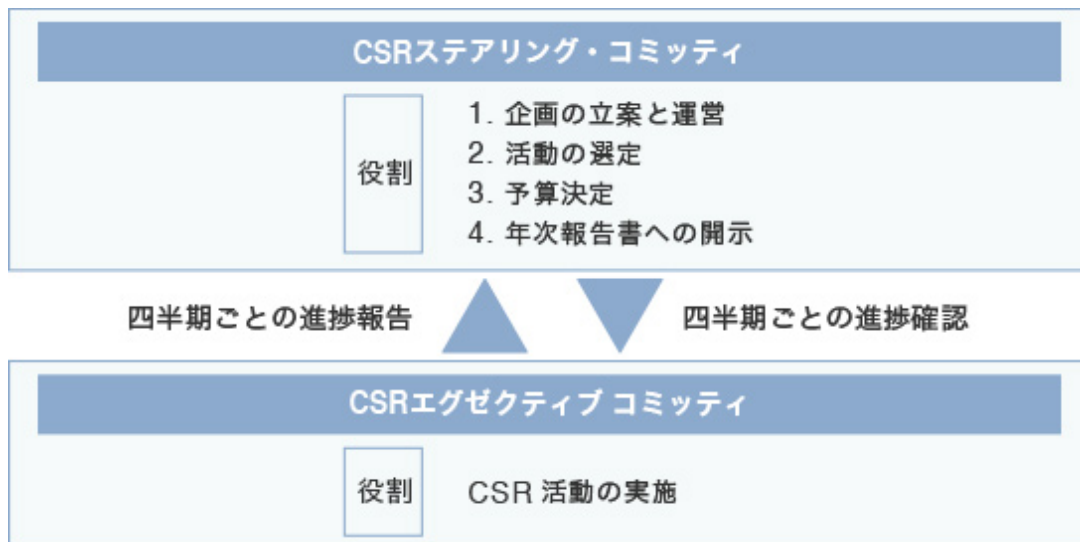 CSRステアリング・コミッティ
役割
1. 企画の立案と運営
2. 活動の選定
3. 予算決定
4. 年次報告書への開示
四半期ごとの進捗報告
四半期ごとの進捗確認
CSRエグゼクティブ コミッティ
役割
CSR 活動の実施